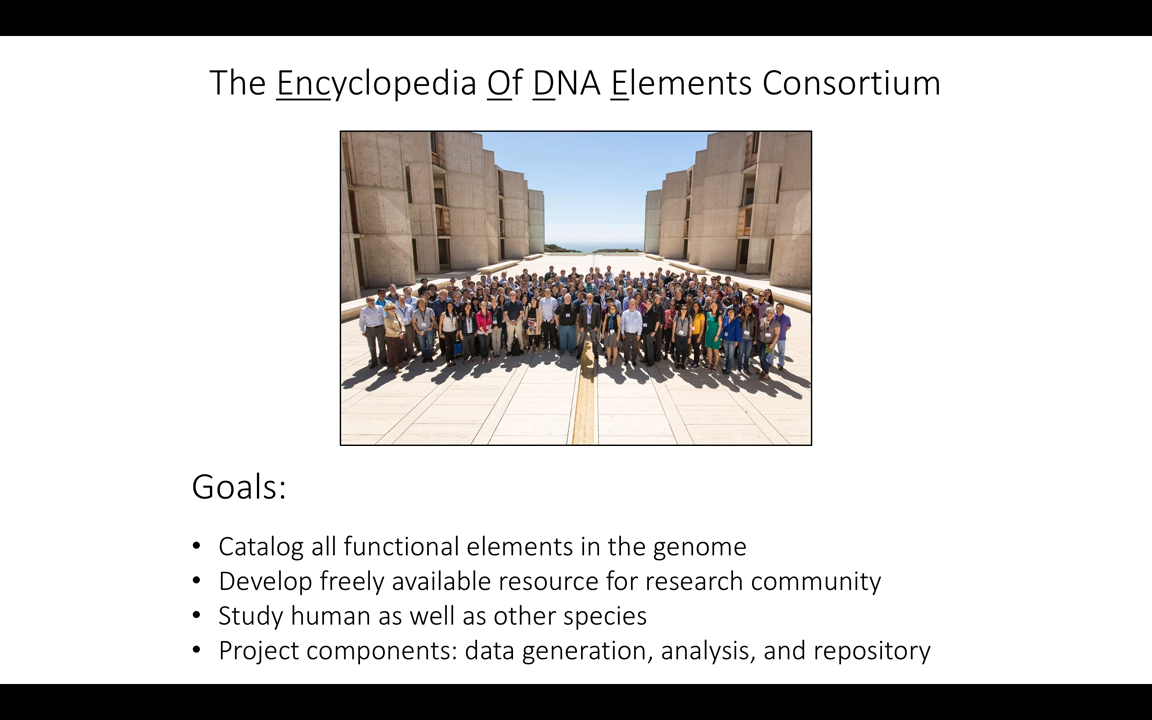 The Encyclopedia Of DNA Elements Consortium
Goals:
• Catalog all functional elements in the genome
• Develop freely available resource for research community
• Study human as well as other species
• Project components: data generation, analysis, and repository